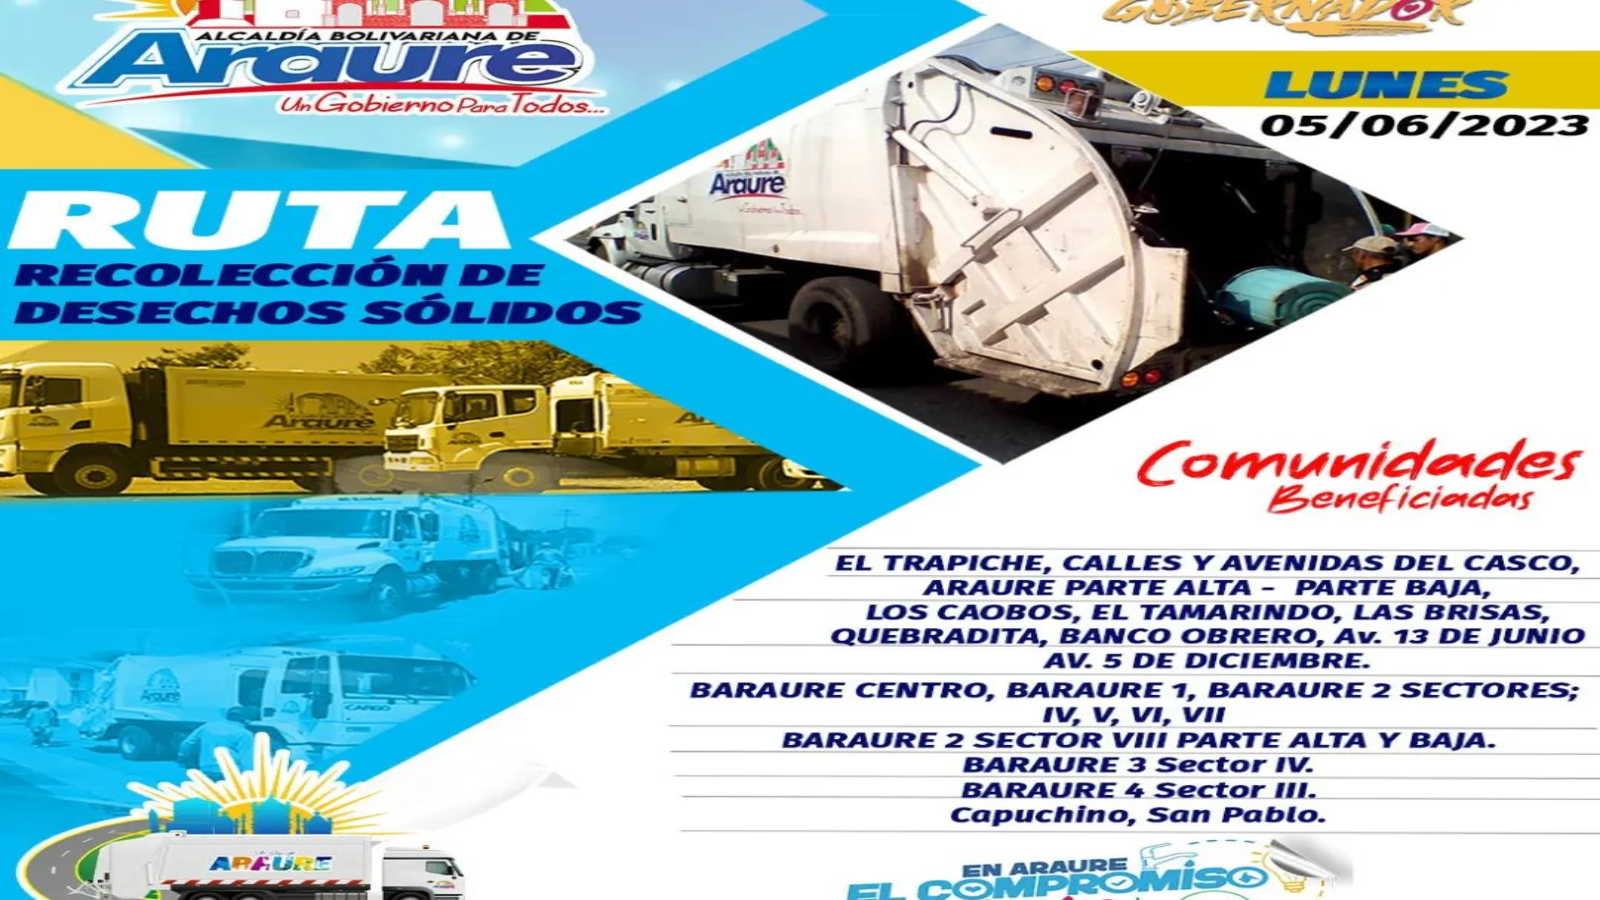 ALCALDÍA BOLIVARIANA DE
Araure
Un Gobierno Para Todos...
GOBERNADOR
LUNES
05/06/2023
RUTA
RECOLECCIÓN DE
DESECHOS SÓLIDOS
Araure
Araure
Araure
CARGO
Comunidades
Beneficiadas
EL TRAPICHE, CALLES Y AVENIDAS DEL CASCO,
ARAURE PARTE ALTA - PARTE BAJA,
LOS CAOBOS, EL TAMARINDO, LAS BRISAS,
QUEBRADITA, BANCO OBRERO, Av. 13 DE JUNIO
AV. 5 DE DICIEMBRE.
BARAURE CENTRO, BARAURE 1, BARAURE 2 SECTORES;
IV, V, VI, VII
BARAURE 2 SECTOR VIII PARTE ALTA Y BAJA.
BARAURE 3 Sector IV.
BARAURE 4 Sector III.
Capuchino, San Pablo.
ARAURE
EN ARAURE
EL COMPROMISO